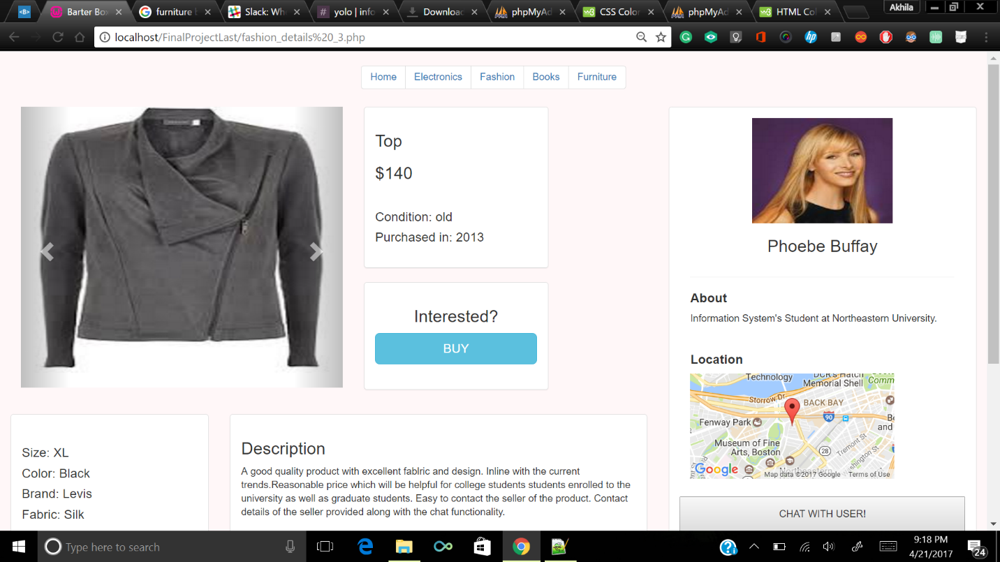 Barter Bo
furniture b
Slack: Wh
yolo | info
Downloac
phpMyAd
CSS Color
phpMyAd
HTML Col
Akhila
localhost/FinalProjectLast/fashion_details%20_3.php
Home Electronics Fashion Books Furniture
Top
$140
Condition: old
Purchased in: 2013
Interested?
BUY
Phoebe Buffay
About
Information System's Student at Northeastern University.
Location
Technology
DCR's Hatch
Memorial Shell
Comm
Storrow Dr
BACK BAY
90
Fenway Park
Be
and
Museum of Fine
Arts, Boston
28
Tremont St
shington St
Northeastern
Google
Map data ©2017 Google Terms of Use
CHAT WITH USER!
Size: XL
Color: Black
Brand: Levis
Fabric: Silk
Description
A good quality product with excellent fablric and design. Inline with the current
trends.Reasonable price which will be helpful for college students students enrolled to the
university as well as graduate students. Easy to contact the seller of the product. Contact
details of the seller provided along with the chat functionality.
Type here to search
9:18 PM
4/21/2017
24